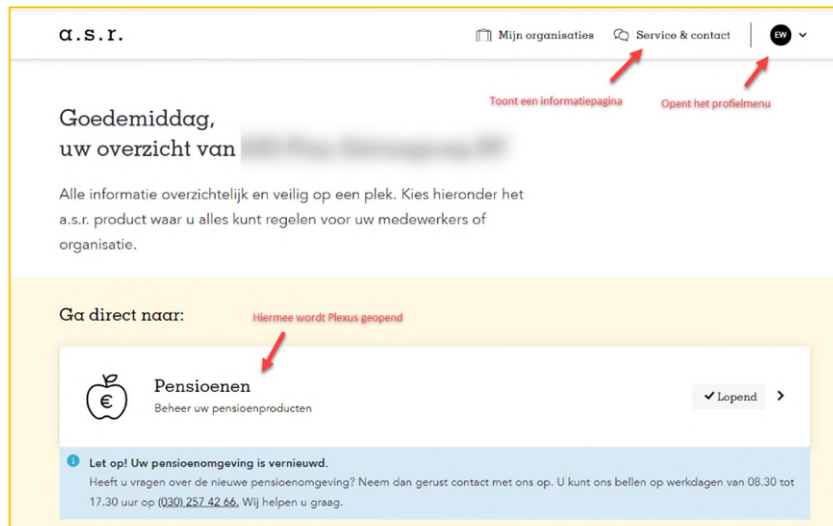 a.s.r.
Mijn organisaties
Service & contact
EW
Toont een informatiepagina
Opent het profielmenu
Goedemiddag,
uw overzicht van
Alle informatie overzichtelijk en veilig op een plek. Kies hieronder het
a.s.r. product waar u alles kunt regelen voor uw medewerkers of
organisatie.
Ga direct naar:
Hiermee wordt Plexus geopend
Pensioenen
Beheer uw pensioenproducten
Lopend
Let op! Uw pensioenomgeving is vernieuwd.
Heeft u vragen over de nieuwe pensioenomgeving? Neem dan gerust contact met ons op. U kunt ons bellen op werkdagen van 08.30 tot
17.30 uur op (030) 257 42 66. Wij helpen u graag.